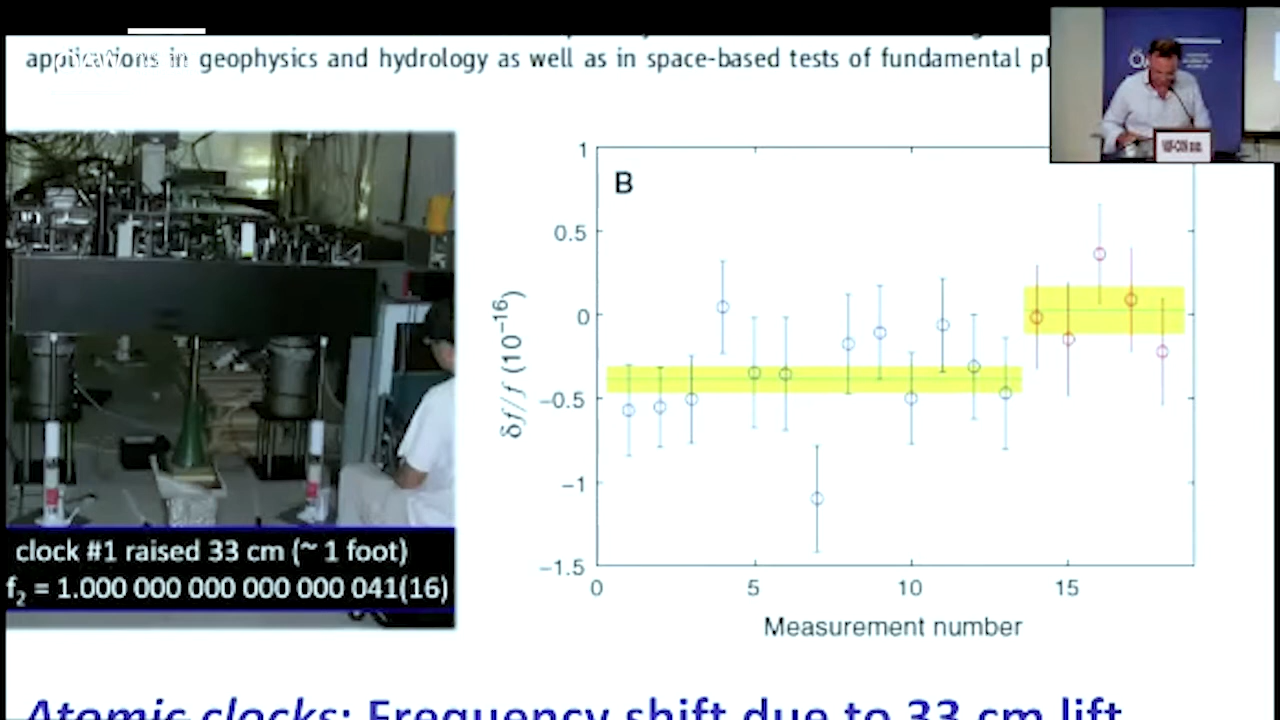 applications in geophysics and hydrology as well as in space-based tests of fundamental
B
1
0.5
0
−0.5
−1
−1.5
δf/f (10⁻¹⁶)
0 5 10 15
Measurement number
clock #1 raised 33 cm (~ 1 foot)
f₂ = 1.000 000 000 000 000 041(16)
Atomic clocks: Frequency shift due to 33 cm lift